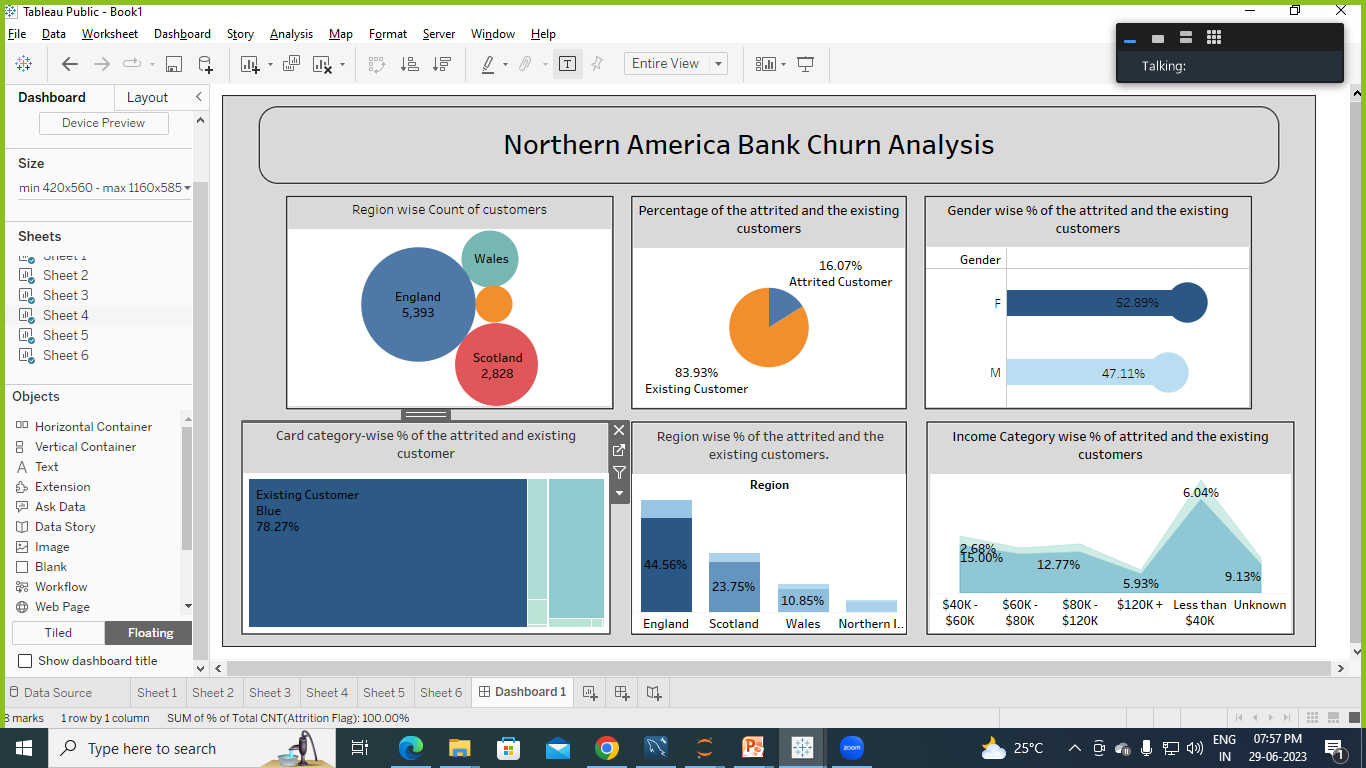 Tableau Public - Book1
File Data Worksheet Dashboard Story Analysis Map Format Server Window Help
Entire View
Talking:
Dashboard Layout
Device Preview
Size
min 420x560 - max 1160x585
Sheets
Sheet 1
Sheet 2
Sheet 3
Sheet 4
Sheet 5
Sheet 6
Objects
Horizontal Container
Vertical Container
Text
Extension
Ask Data
Data Story
Image
Blank
Workflow
Web Page
Tiled Floating
Show dashboard title
Northern America Bank Churn Analysis
Region wise Count of customers
Wales
England
5,393
Scotland
2,828
Percentage of the attrited and the existing
customers
16.07%
Attrited Customer
83.93%
Existing Customer
Gender wise % of the attrited and the existing
customers
Gender
F 52.89%
M 47.11%
Card category-wise % of the attrited and existing
customer
Existing Customer
Blue
78.27%
Region wise % of the attrited and the
existing customers.
Region
44.56%
23.75%
10.85%
England Scotland Wales Northern I..
Income Category wise % of attrited and the existing
customers
6.04%
2.68%
15.00%
12.77%
5.93%
9.13%
$40K - $60K - $80K - $120K + Less than Unknown
$60K $80K $120K $40K
Data Source Sheet 1 Sheet 2 Sheet 3 Sheet 4 Sheet 5 Sheet 6 Dashboard 1
8 marks 1 row by 1 column SUM of % of Total CNT(Attrition Flag): 100.00%
Type here to search
zoom
25°C
ENG
IN
07:57 PM
29-06-2023
1